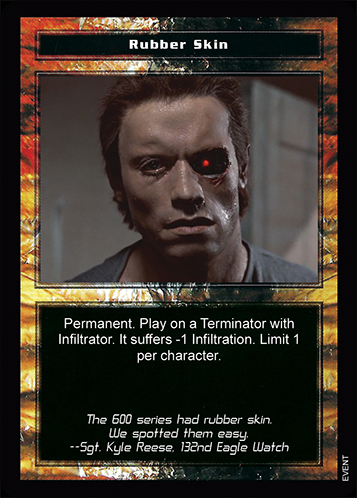 Rubber Skin
Permanent. Play on a Terminator with
Infiltrator. It suffers -1 Infiltration. Limit 1
per character.
The 600 series had rubber skin.
We spotted them easy.
--Sgt. Kyle Reese, 132nd Eagle Watch
EVENT